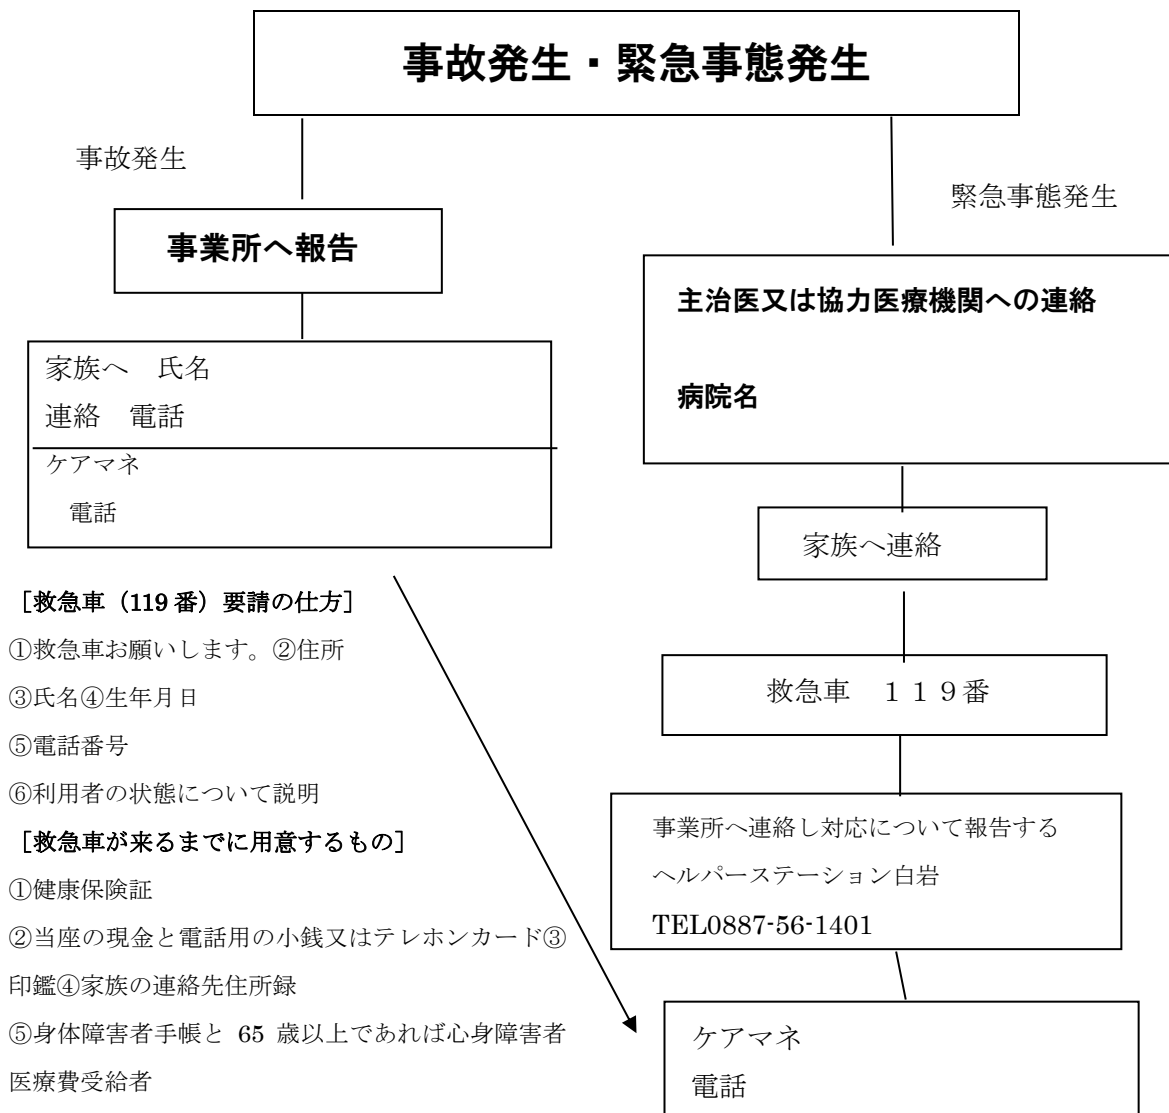 事故発生・緊急事態発生
事故発生
緊急事態発生
事業所へ報告
主治医又は協力医療機関への連絡
病院名
家族へ　氏名
連絡　電話
ケアマネ
電話
家族へ連絡
救急車　１１９番
事業所へ連絡し対応について報告する
ヘルパーステーション白岩
TEL0887-56-1401
ケアマネ
電話
［救急車（119 番）要請の仕方］
①救急車お願いします。②住所
③氏名④生年月日
⑤電話番号
⑥利用者の状態について説明
［救急車が来るまでに用意するもの］
①健康保険証
②当座の現金と電話用の小銭又はテレホンカード③
印鑑④家族の連絡先住所録
⑤身体障害者手帳と 65 歳以上であれば心身障害者
医療費受給者